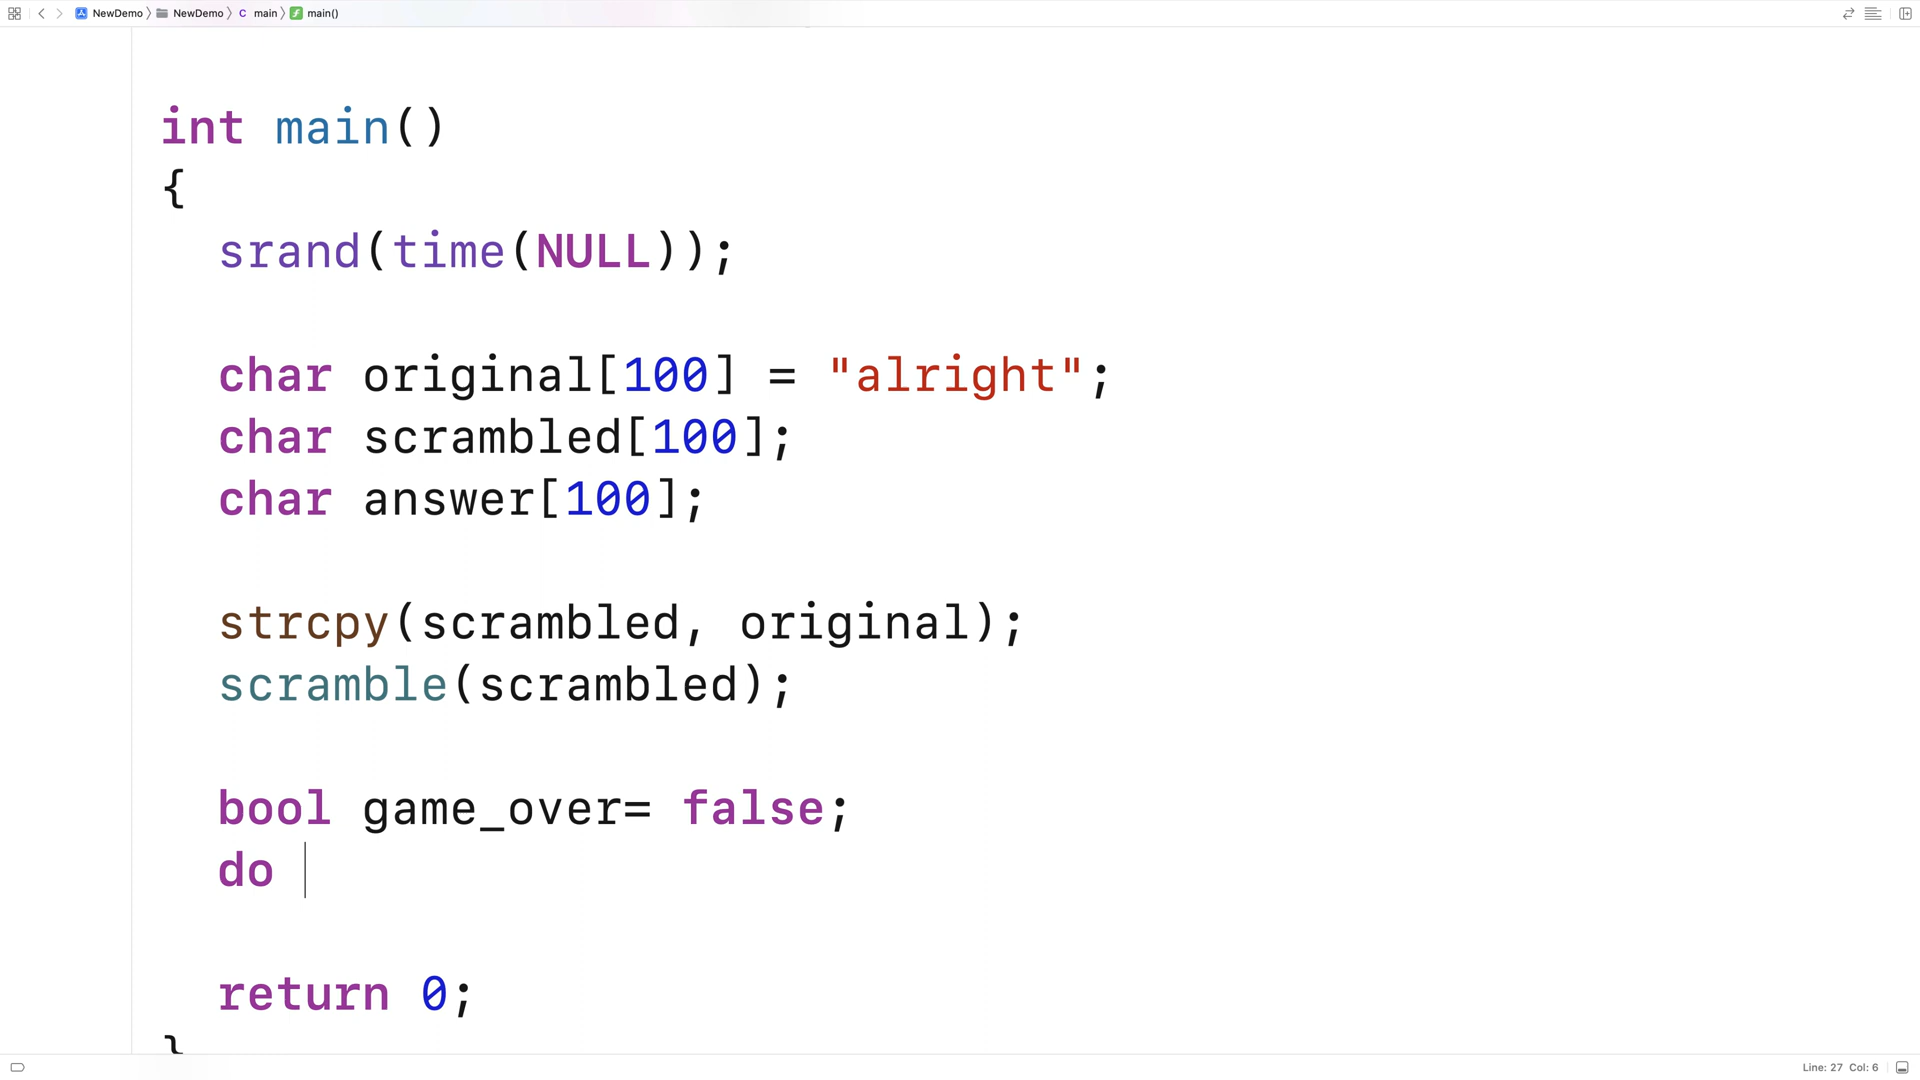 NewDemo NewDemo C main f main()
int main()
{
srand(time(NULL));
char original[100] = "alright";
char scrambled[100];
char answer[100];
strcpy(scrambled, original);
scramble(scrambled);
bool game_over= false;
do
return 0;
}
Line: 27 Col: 6